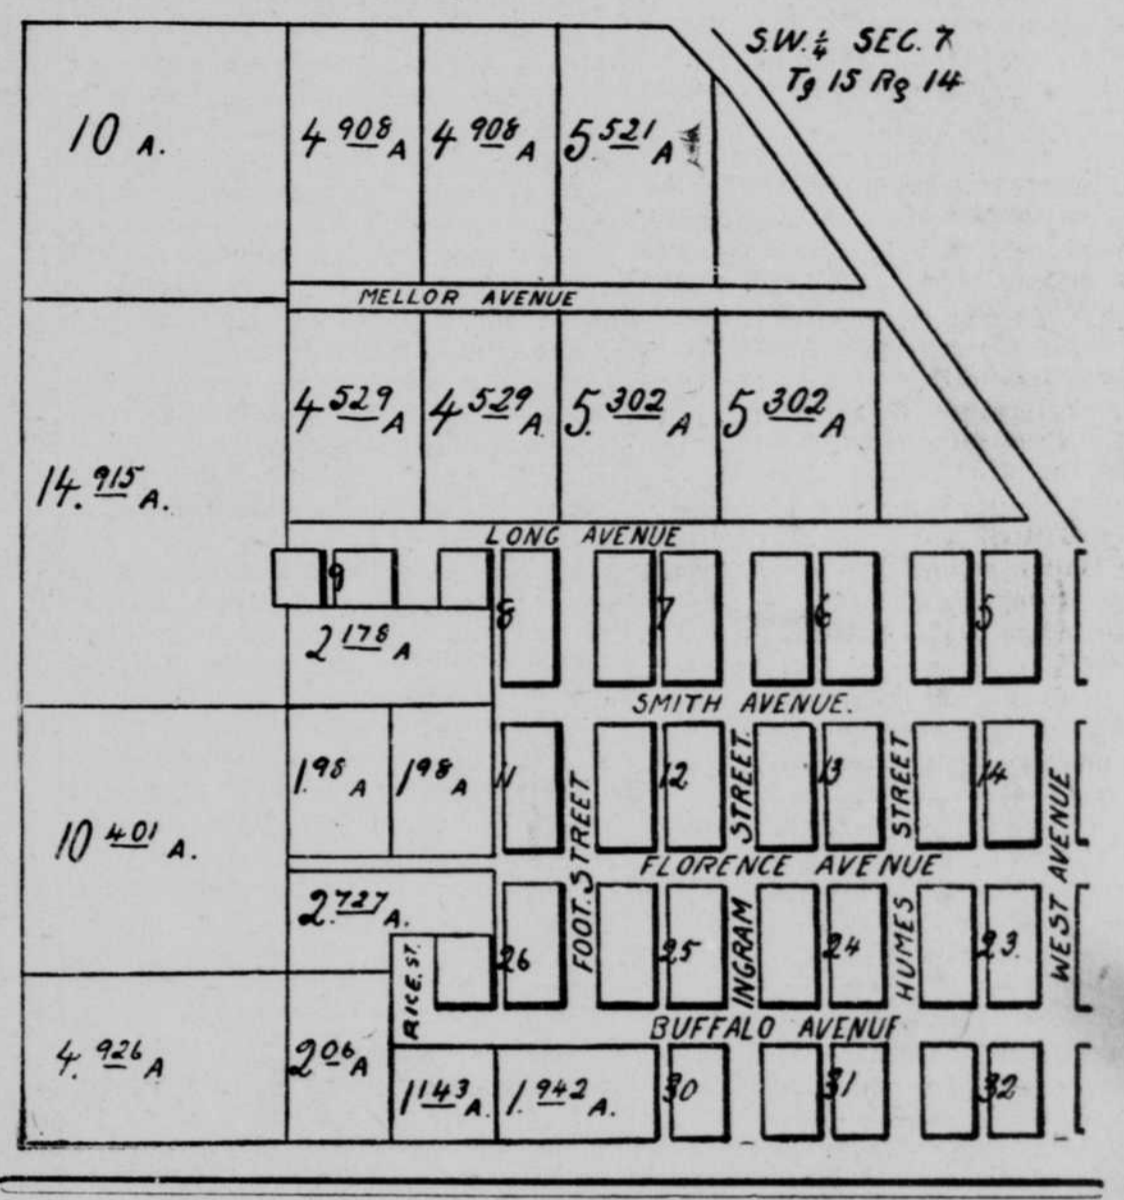 S.W. 1/4 SEC. 7
Tg 15 Rg 14
10 A.
4 908 A
4 908 A
5. 521 A
MELLOR AVENUE
4 529 A
4 529 A.
5. 302 A
5 302 A
14. 915 A.
LONG AVENUE
9
8
7
6
5
2 178 A
SMITH AVENUE.
1.98 A
1 98 A
11
12
13
14
FOOT. STREET
INGRAM STREET.
HUMES STREET
WEST AVENUE
10 401 A.
FLORENCE AVENUE
2. 727 A.
RICE. ST.
26
25
24
23.
BUFFALO AVENUE
4. 926 A
2 06 A
1 143 A.
1. 942 A.
30
31
32